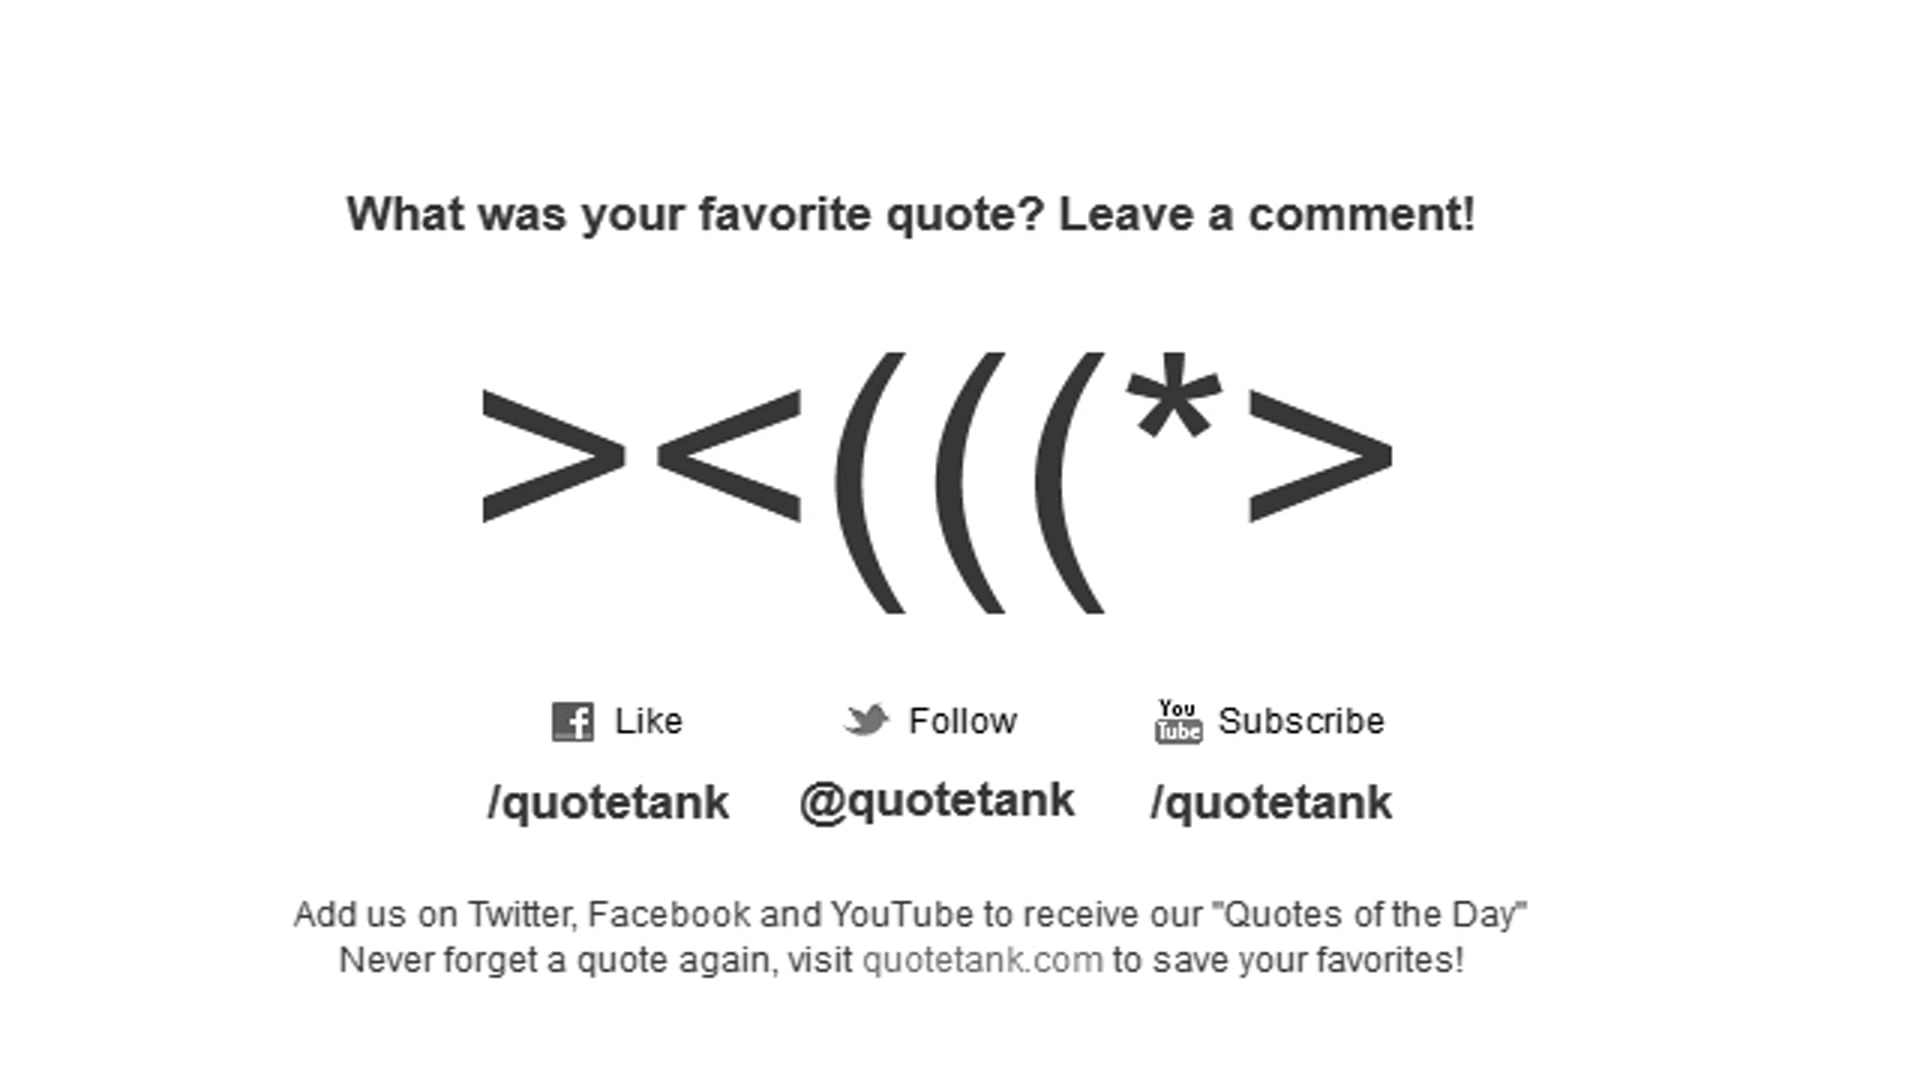 What was your favorite quote? Leave a comment!
><(((*>
f Like Follow You Tube Subscribe
/quotetank @quotetank /quotetank
Add us on Twitter, Facebook and YouTube to receive our "Quotes of the Day"
Never forget a quote again, visit quotetank.com to save your favorites!